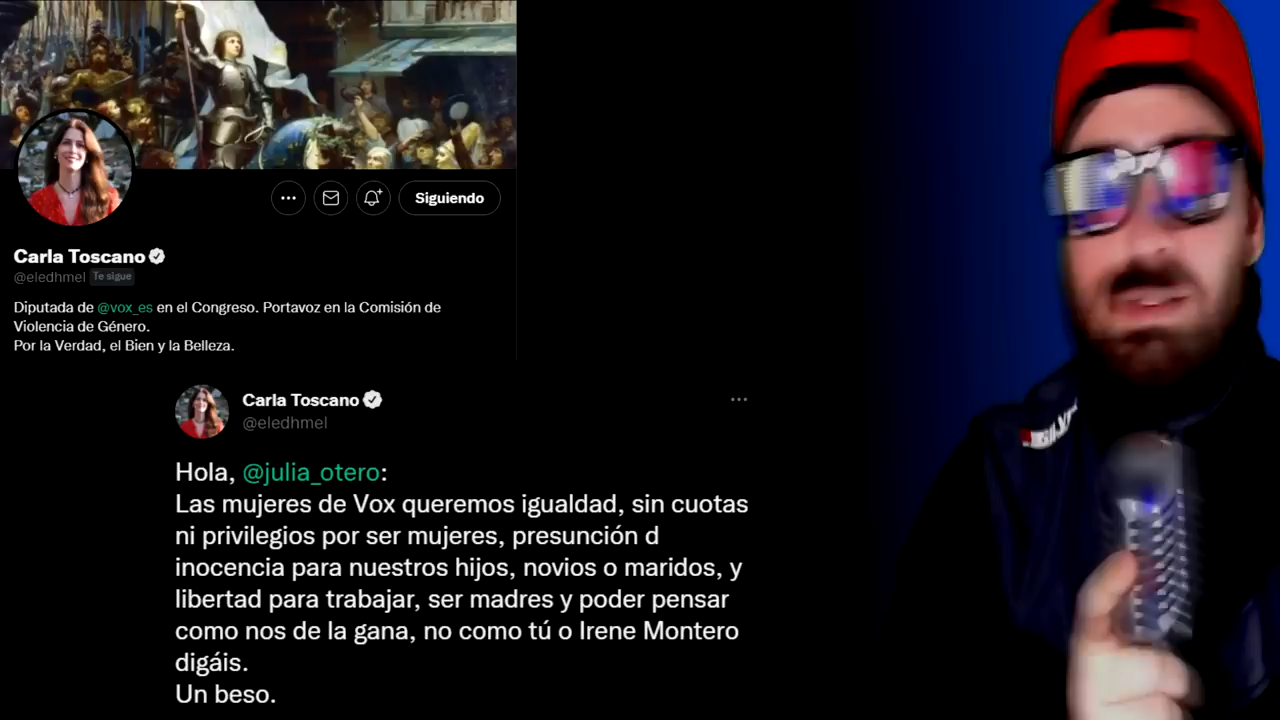 Siguiendo
Carla Toscano
@eledhmel Te sigue
Diputada de @vox_es en el Congreso. Portavoz en la Comisión de
Violencia de Género.
Por la Verdad, el Bien y la Belleza.
Carla Toscano
@eledhmel
Hola, @julia_otero:
Las mujeres de Vox queremos igualdad, sin cuotas
ni privilegios por ser mujeres, presunción d
inocencia para nuestros hijos, novios o maridos, y
libertad para trabajar, ser madres y poder pensar
como nos de la gana, no como tú o Irene Montero
digáis.
Un beso.